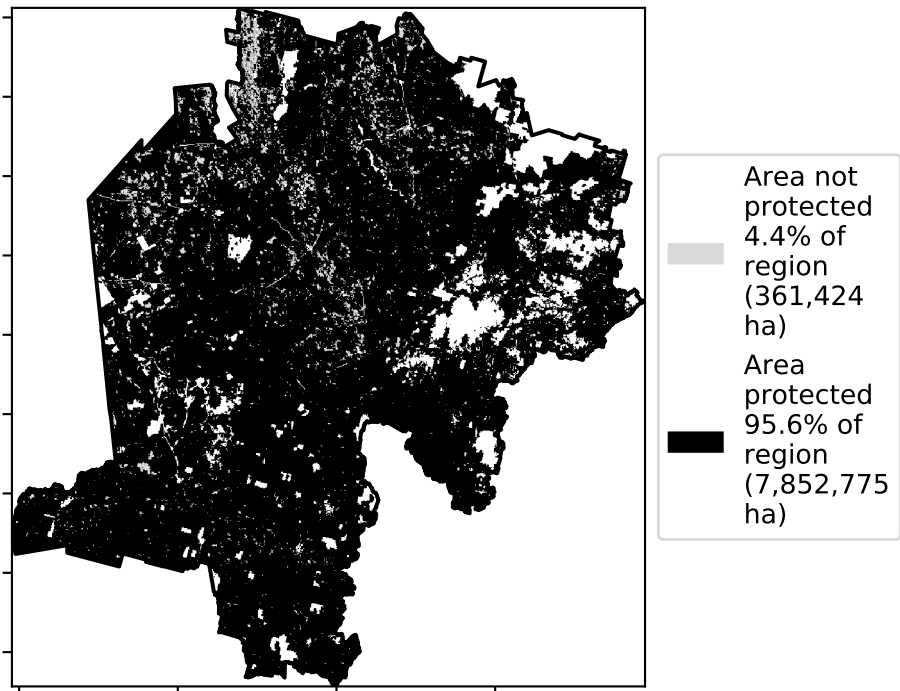 Area not
protected
4.4% of
region
(361,424
ha)
Area
protected
95.6% of
region
(7,852,775
ha)